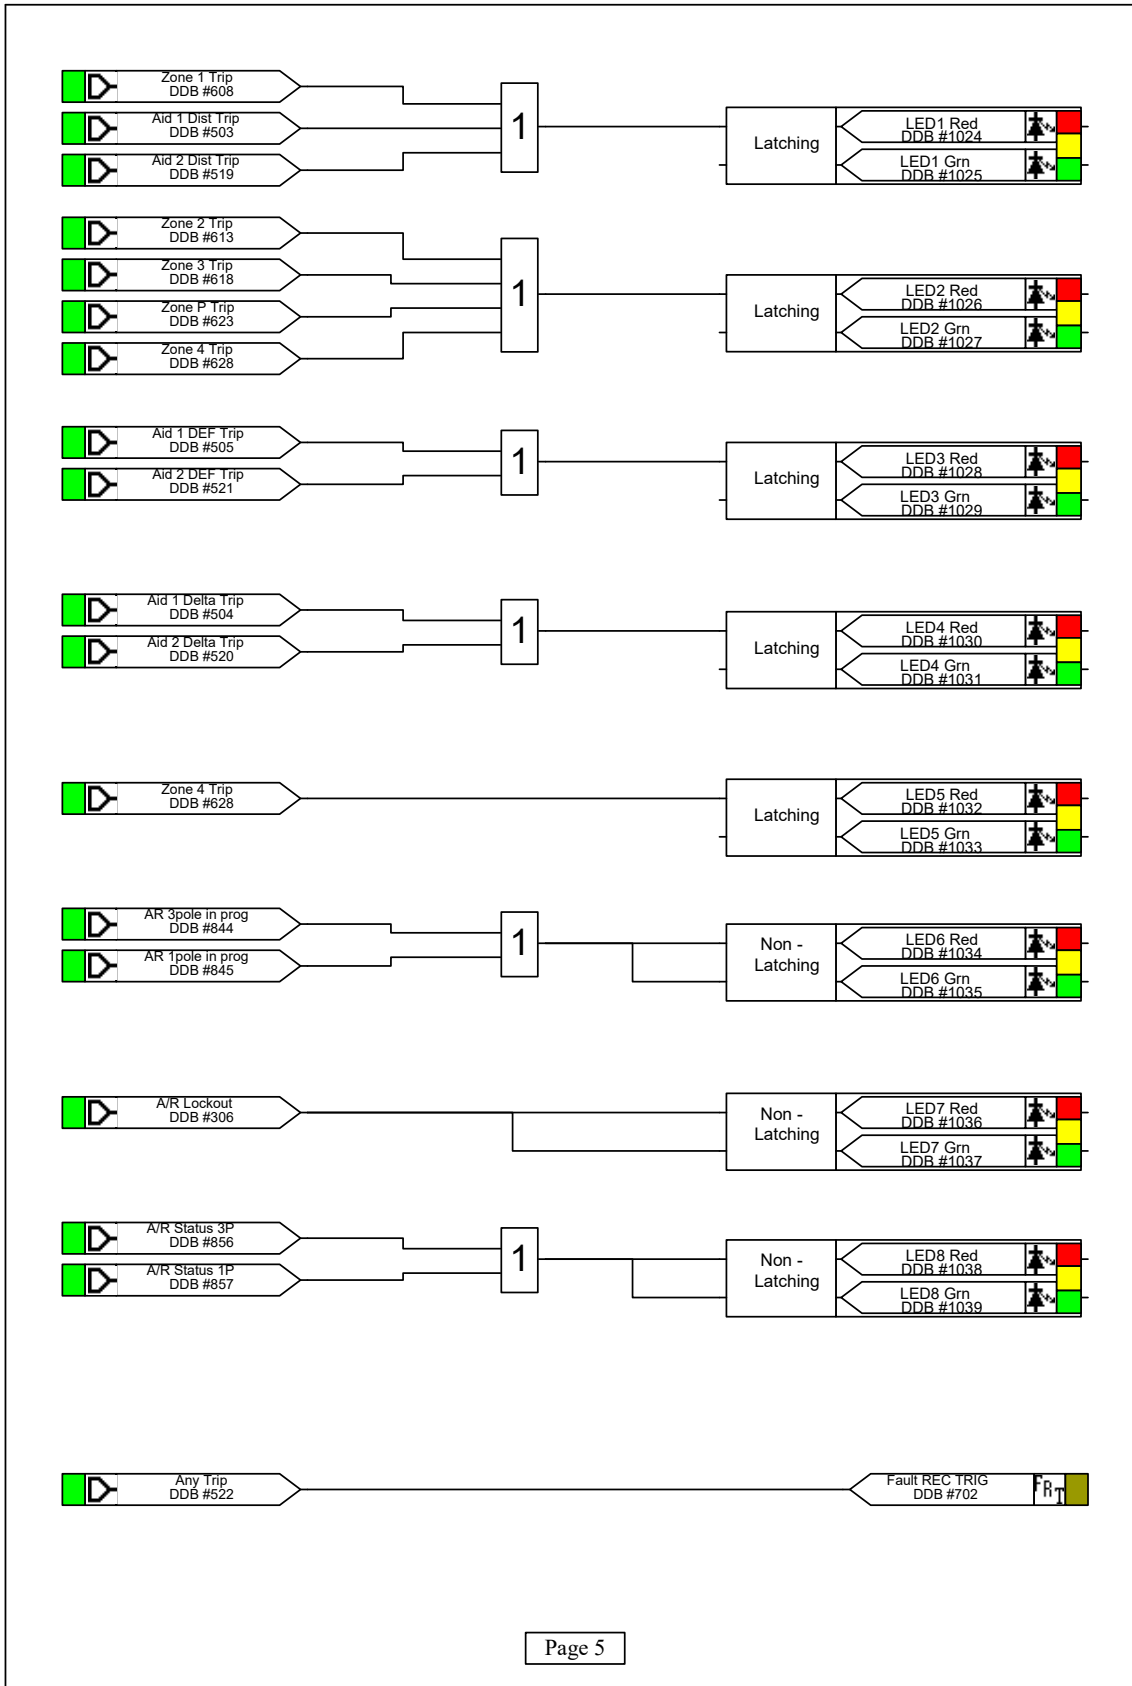 Zone 1 Trip
DDB #608
Aid 1 Dist Trip
DDB #503
Aid 2 Dist Trip
DDB #519
1
Latching
LED1 Red
DDB #1024
LED1 Grn
DDB #1025
Zone 2 Trip
DDB #613
Zone 3 Trip
DDB #618
Zone P Trip
DDB #623
Zone 4 Trip
DDB #628
1
Latching
LED2 Red
DDB #1026
LED2 Grn
DDB #1027
Aid 1 DEF Trip
DDB #505
Aid 2 DEF Trip
DDB #521
1
Latching
LED3 Red
DDB #1028
LED3 Grn
DDB #1029
Aid 1 Delta Trip
DDB #504
Aid 2 Delta Trip
DDB #520
1
Latching
LED4 Red
DDB #1030
LED4 Grn
DDB #1031
Zone 4 Trip
DDB #628
Latching
LED5 Red
DDB #1032
LED5 Grn
DDB #1033
AR 3pole in prog
DDB #844
AR 1pole in prog
DDB #845
1
Non -
Latching
LED6 Red
DDB #1034
LED6 Grn
DDB #1035
A/R Lockout
DDB #306
Non -
Latching
LED7 Red
DDB #1036
LED7 Grn
DDB #1037
A/R Status 3P
DDB #856
A/R Status 1P
DDB #857
1
Non -
Latching
LED8 Red
DDB #1038
LED8 Grn
DDB #1039
Any Trip
DDB #522
Fault REC TRIG
DDB #702
FRT
Page 5